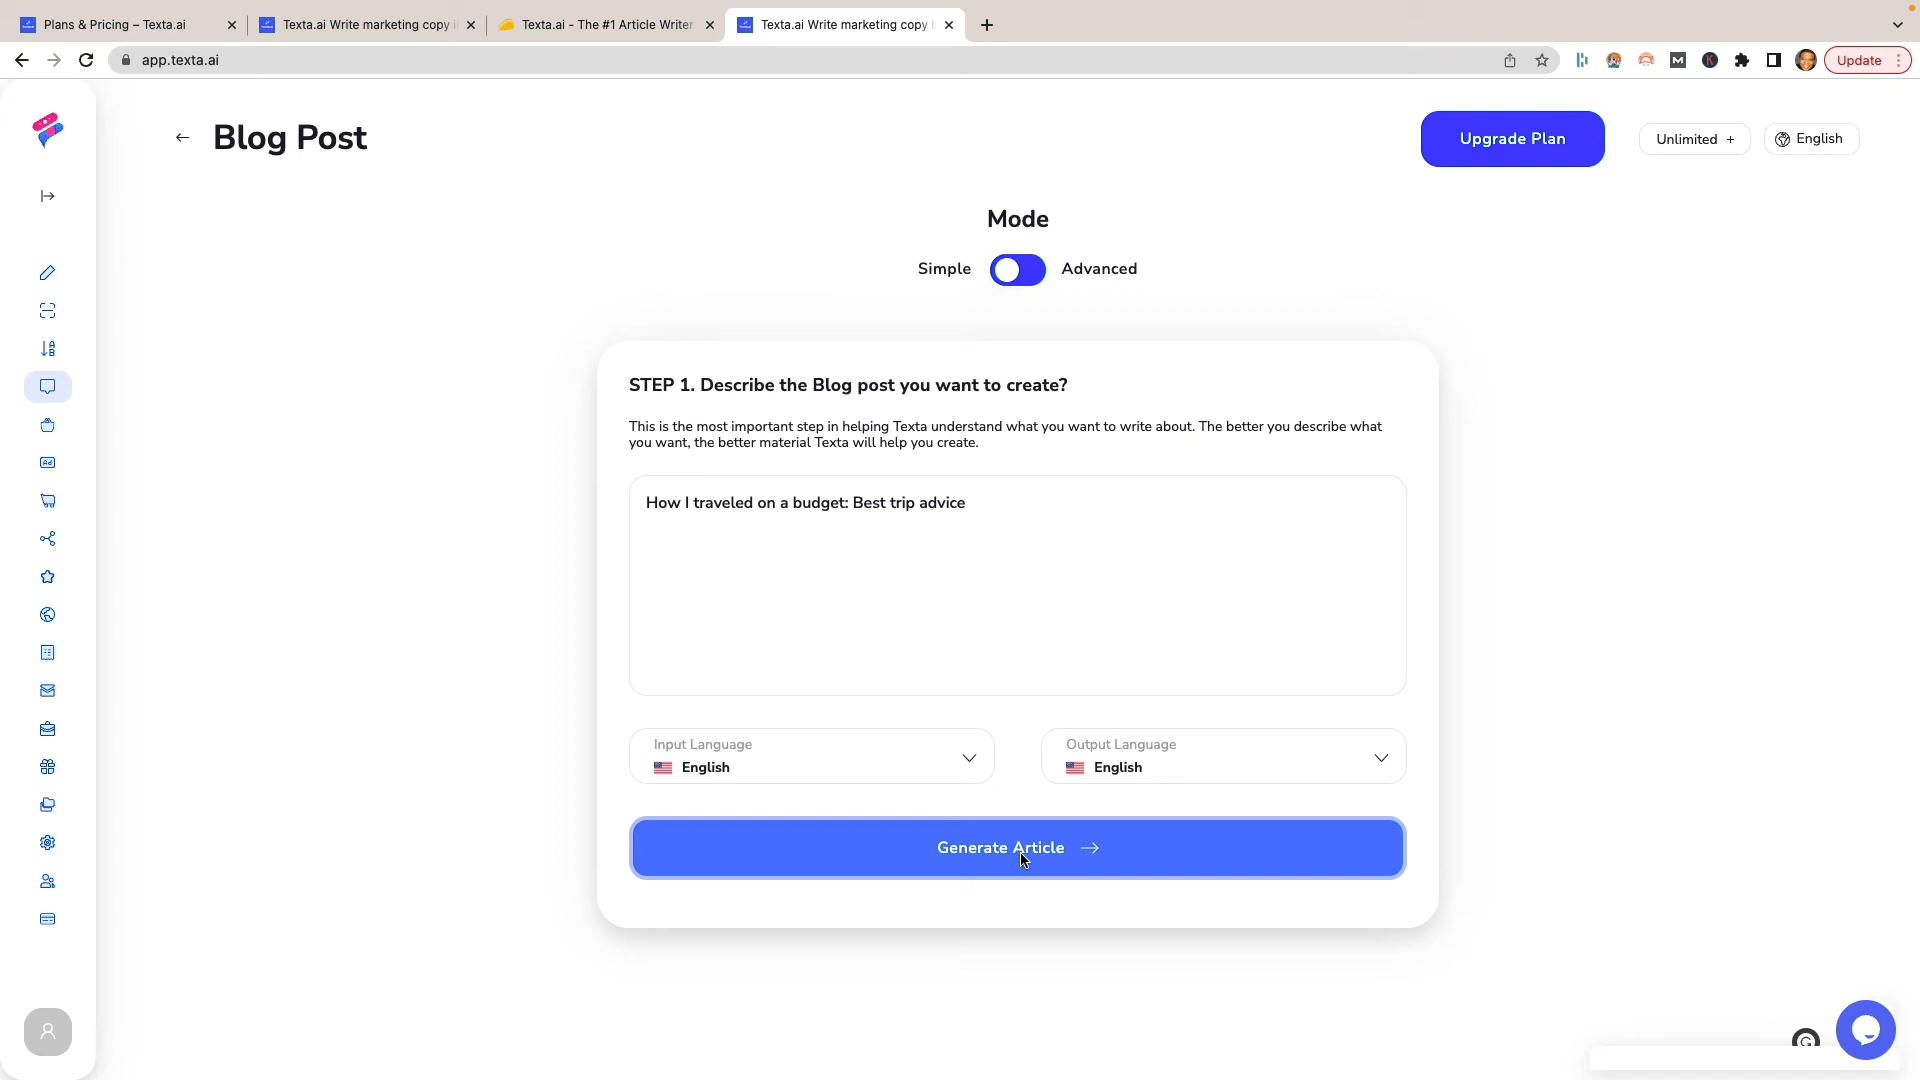 Plans & Pricing – Texta.ai
Texta.ai Write marketing copy i
Texta.ai - The #1 Article Writer
Texta.ai Write marketing copy i
app.texta.ai
Update
Blog Post
Upgrade Plan
Unlimited +
English
Mode
Simple
Advanced
STEP 1. Describe the Blog post you want to create?
This is the most important step in helping Texta understand what you want to write about. The better you describe what
you want, the better material Texta will help you create.
How I traveled on a budget: Best trip advice
Input Language
English
Output Language
English
Generate Article